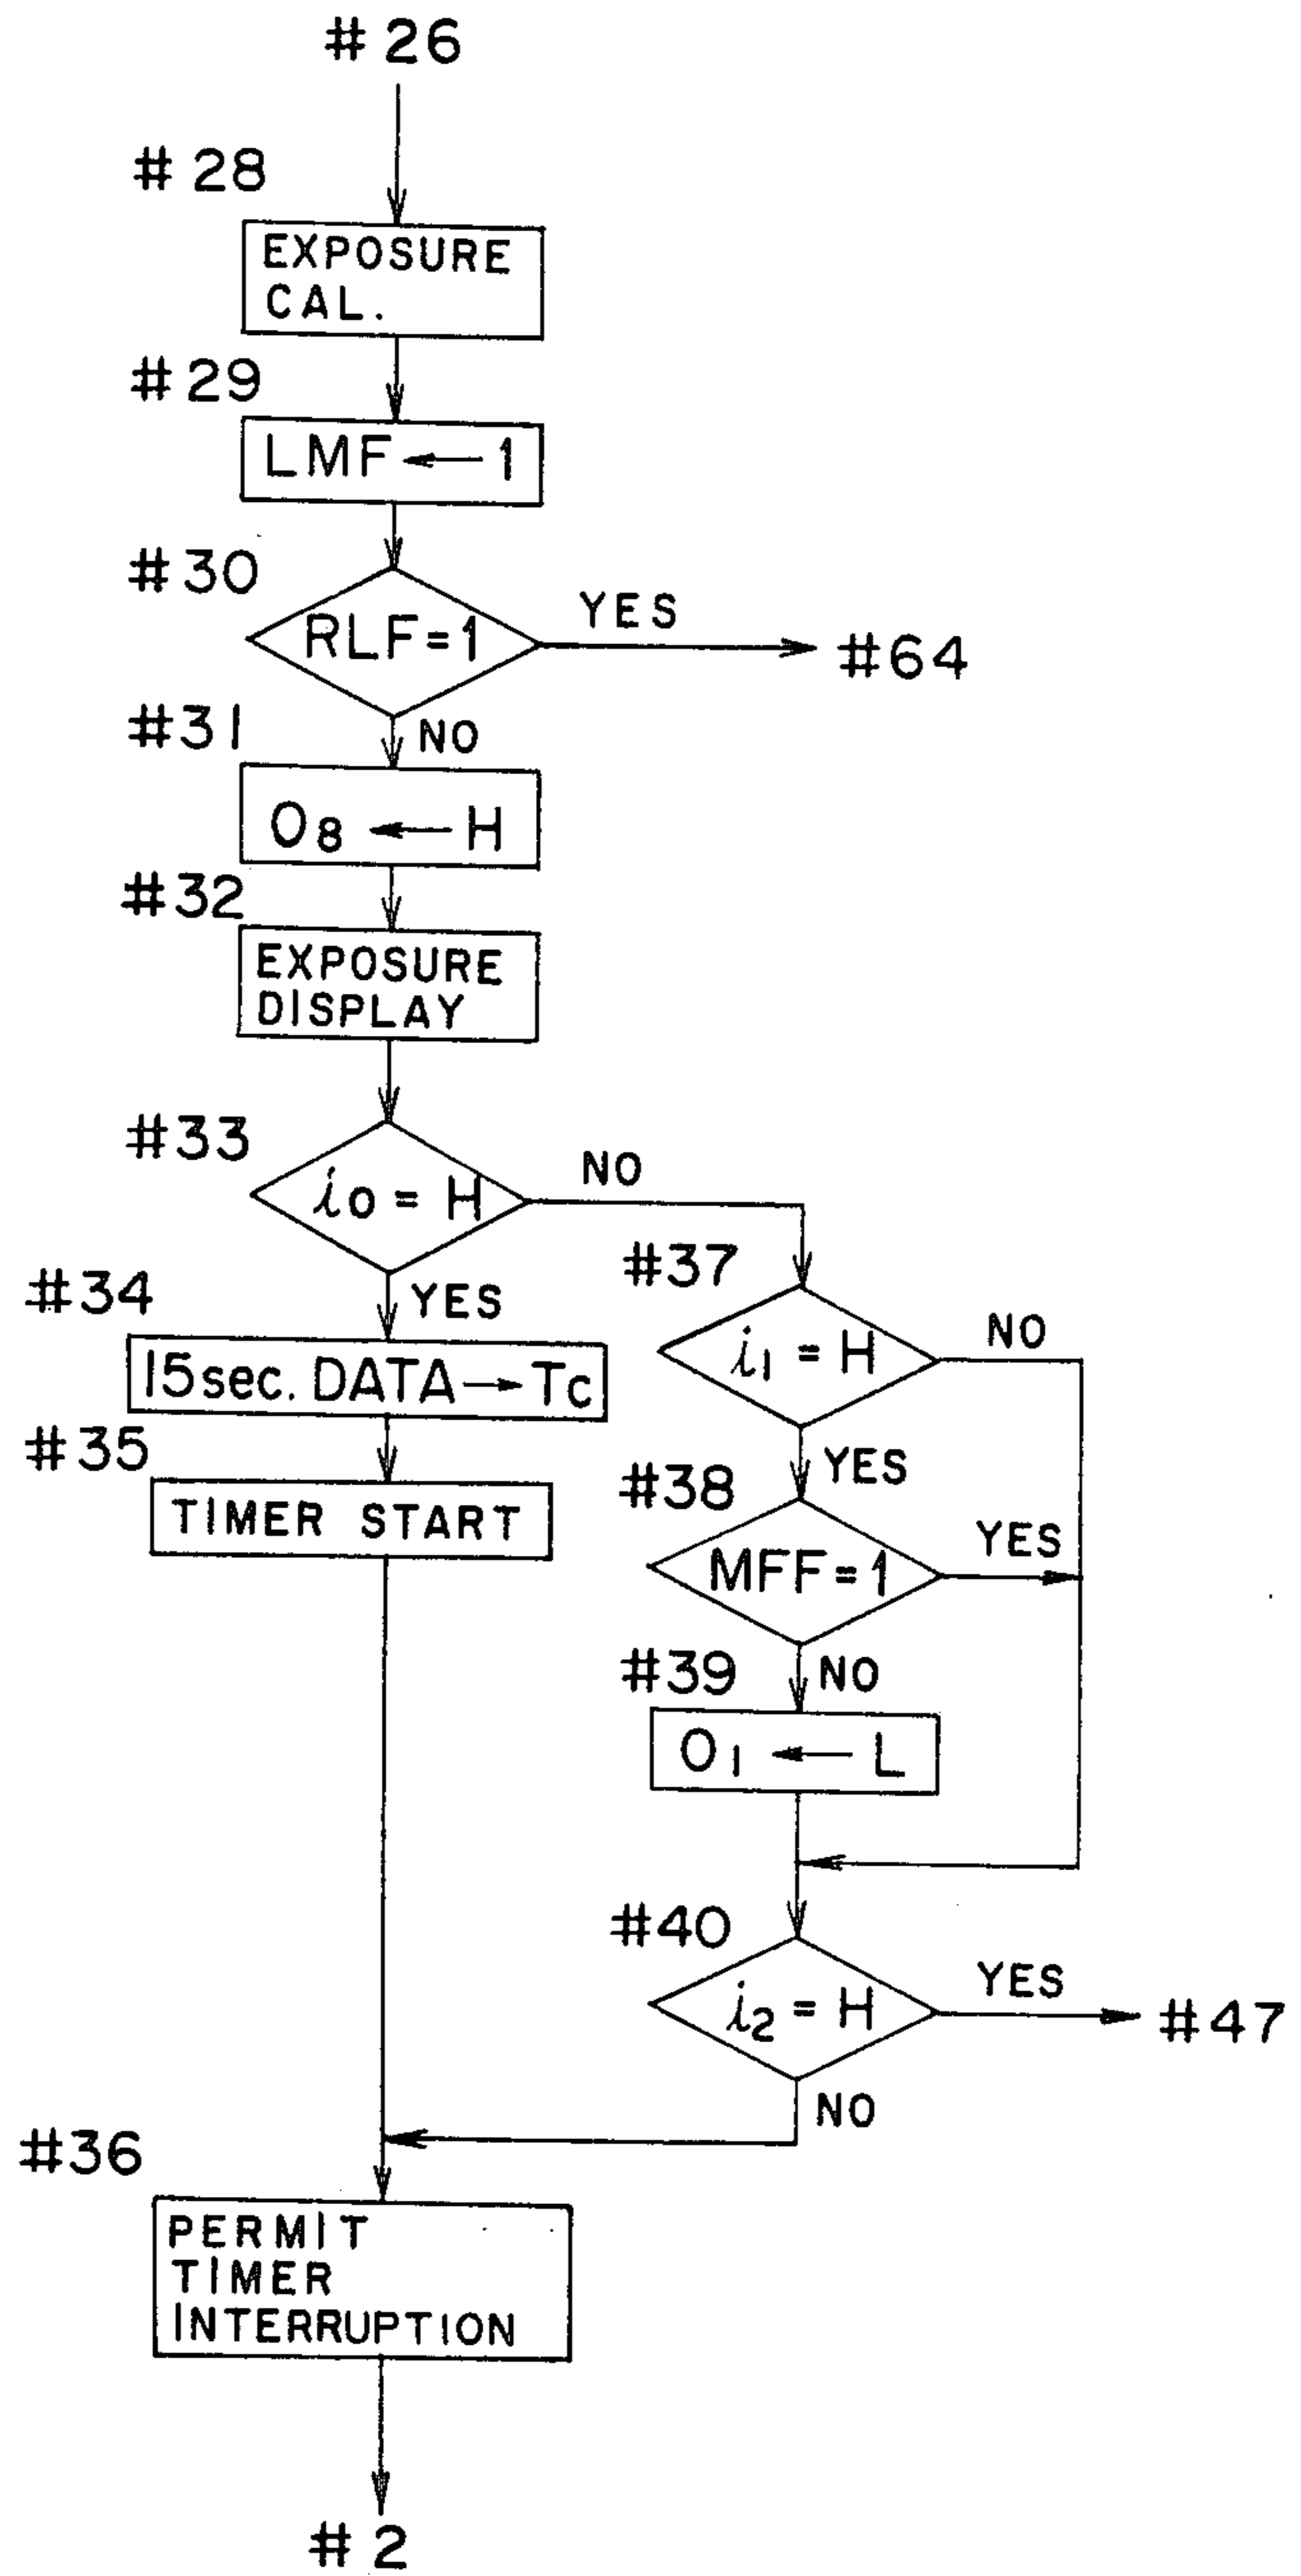 # 26
# 28
EXPOSURE
CAL.
#29
LMF ← 1
#30
RLF = 1
YES
#64
NO
#31
O8 ← H
#32
EXPOSURE
DISPLAY
#33
i0 = H
NO
YES
#34
15sec. DATA → Tc
#35
TIMER START
#37
i1 = H
NO
YES
#38
MFF = 1
YES
NO
#39
O1 ← L
#40
i2 = H
YES
#47
NO
#36
PERMIT
TIMER
INTERRUPTION
# 2